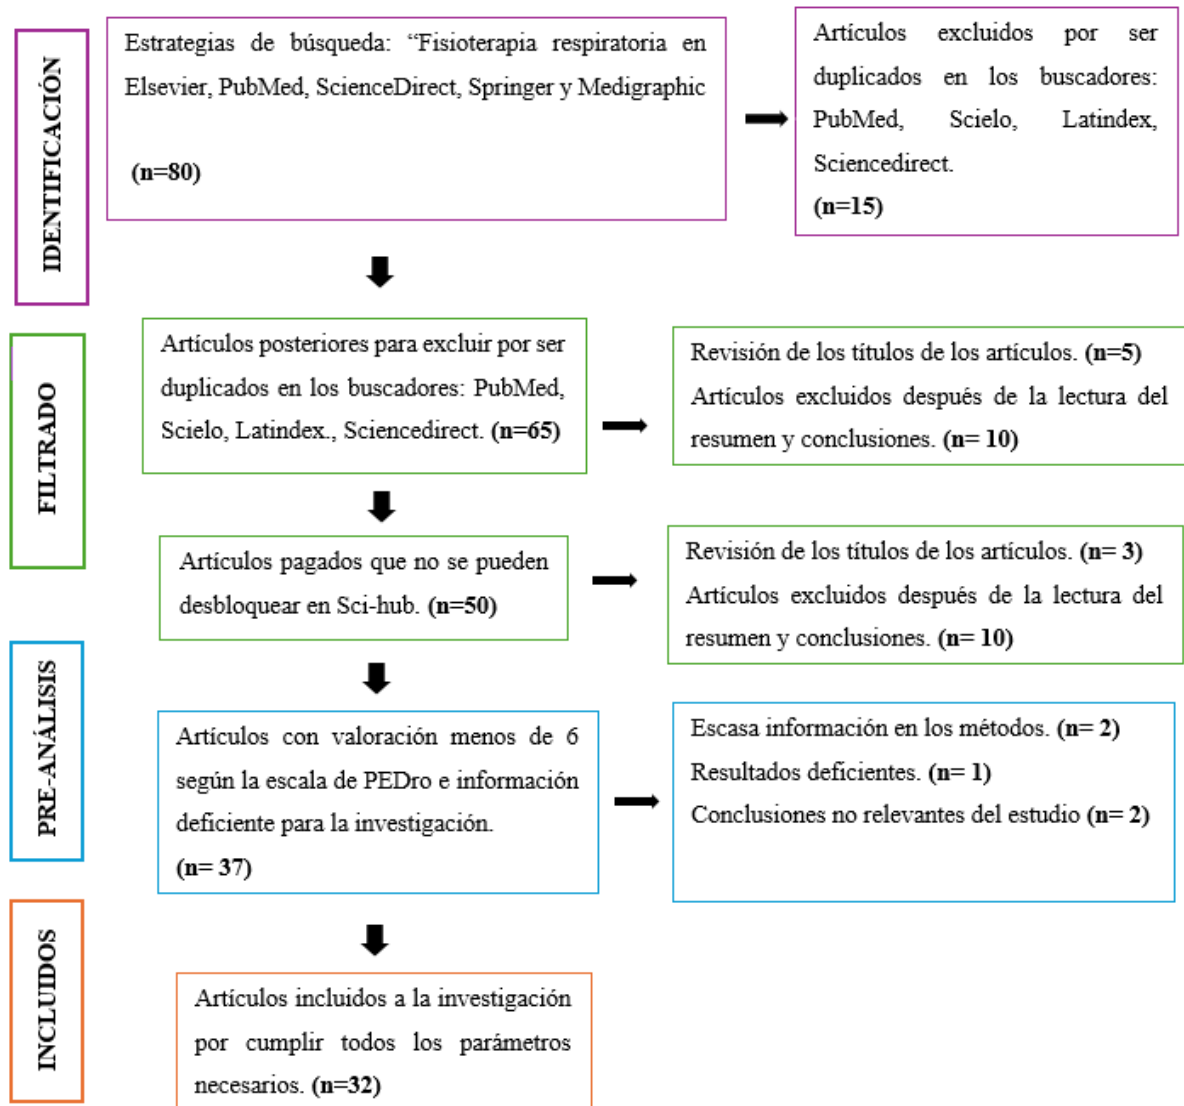 IDENTIFICACIÓN
Estrategias de búsqueda: “Fisioterapia respiratoria en
Elsevier, PubMed, ScienceDirect, Springer y Medigraphic
(n=80)
Artículos excluidos por ser
duplicados en los buscadores:
PubMed, Scielo, Latindex,
Sciencedirect.
(n=15)
FILTRADO
Artículos posteriores para excluir por ser
duplicados en los buscadores: PubMed,
Scielo, Latindex., Sciencedirect. (n=65)
Revisión de los títulos de los artículos. (n=5)
Artículos excluidos después de la lectura del
resumen y conclusiones. (n= 10)
Artículos pagados que no se pueden
desbloquear en Sci-hub. (n=50)
Revisión de los títulos de los artículos. (n= 3)
Artículos excluidos después de la lectura del
resumen y conclusiones. (n= 10)
PRE-ANÁLISIS
Artículos con valoración menos de 6
según la escala de PEDro e información
deficiente para la investigación.
(n= 37)
Escasa información en los métodos. (n= 2)
Resultados deficientes. (n= 1)
Conclusiones no relevantes del estudio (n= 2)
INCLUIDOS
Artículos incluidos a la investigación
por cumplir todos los parámetros
necesarios. (n=32)